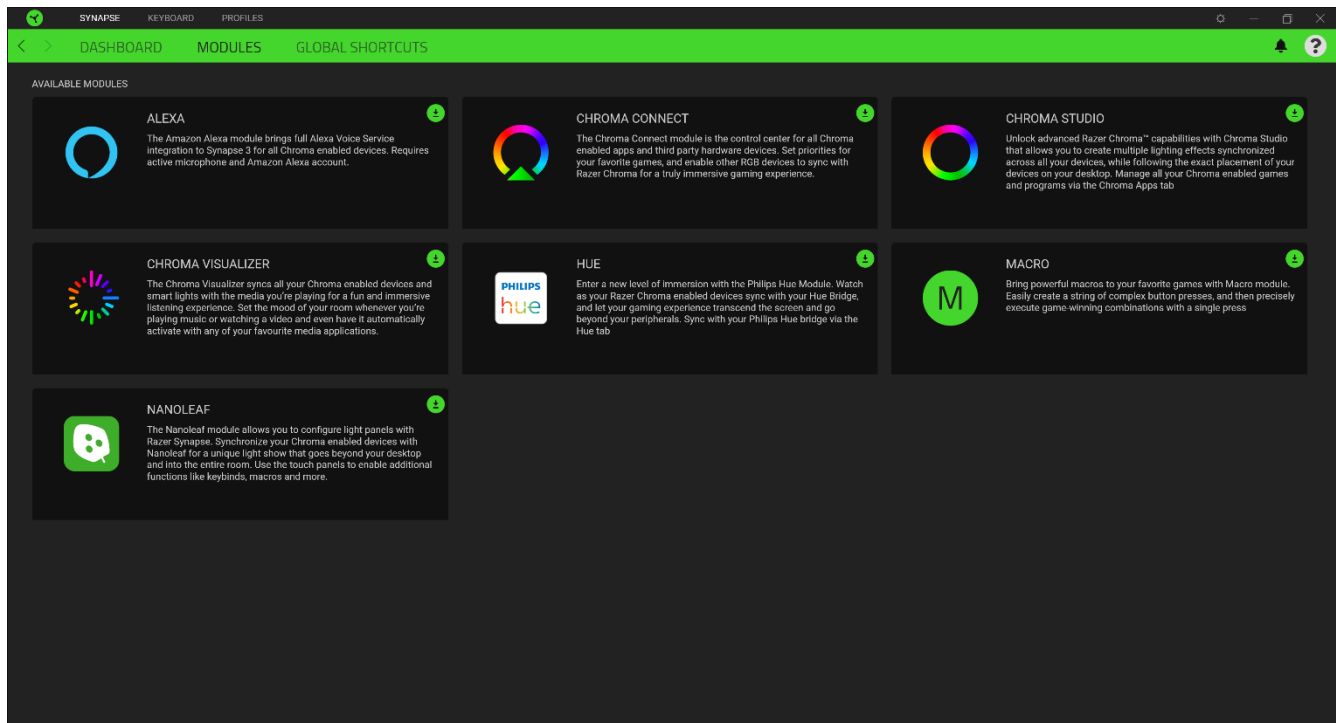 SYNAPSE KEYBOARD PROFILES
DASHBOARD MODULES GLOBAL SHORTCUTS
?
AVAILABLE MODULES
ALEXA
The Amazon Alexa module brings full Alexa Voice Service
integration to Synapse 3 for all Chroma enabled devices. Requires
active microphone and Amazon Alexa account.
CHROMA CONNECT
The Chroma Connect module is the control center for all Chroma
enabled apps and third party hardware devices. Set priorities for
your favorite games, and enable other RGB devices to sync with
Razer Chroma for a truly immersive gaming experience.
CHROMA STUDIO
Unlock advanced Razer Chroma™ capabilities with Chroma Studio
that allows you to create multiple lighting effects synchronized
across all your devices, while following the exact placement of your
devices on your desktop. Manage all your Chroma enabled games
and programs via the Chroma Apps tab
CHROMA VISUALIZER
The Chroma Visualizer syncs all your Chroma enabled devices and
smart lights with the media you're playing for a fun and immersive
listening experience. Set the mood of your room whenever you're
playing music or watching a video and even have it automatically
activate with any of your favourite media applications.
PHILIPS
hue
HUE
Enter a new level of immersion with the Philips Hue Module. Watch
as your Razer Chroma enabled devices sync with your Hue Bridge,
and let your gaming experience transcend the screen and go
beyond your peripherals. Sync with your Philips Hue bridge via the
Hue tab
M
MACRO
Bring powerful macros to your favorite games with Macro module.
Easily create a string of complex button presses, and then precisely
execute game-winning combinations with a single press
NANOLEAF
The Nanoleaf module allows you to configure light panels with
Razer Synapse. Synchronize your Chroma enabled devices with
Nanoleaf for a unique light show that goes beyond your desktop
and into the entire room. Use the touch panels to enable additional
functions like keybinds, macros and more.